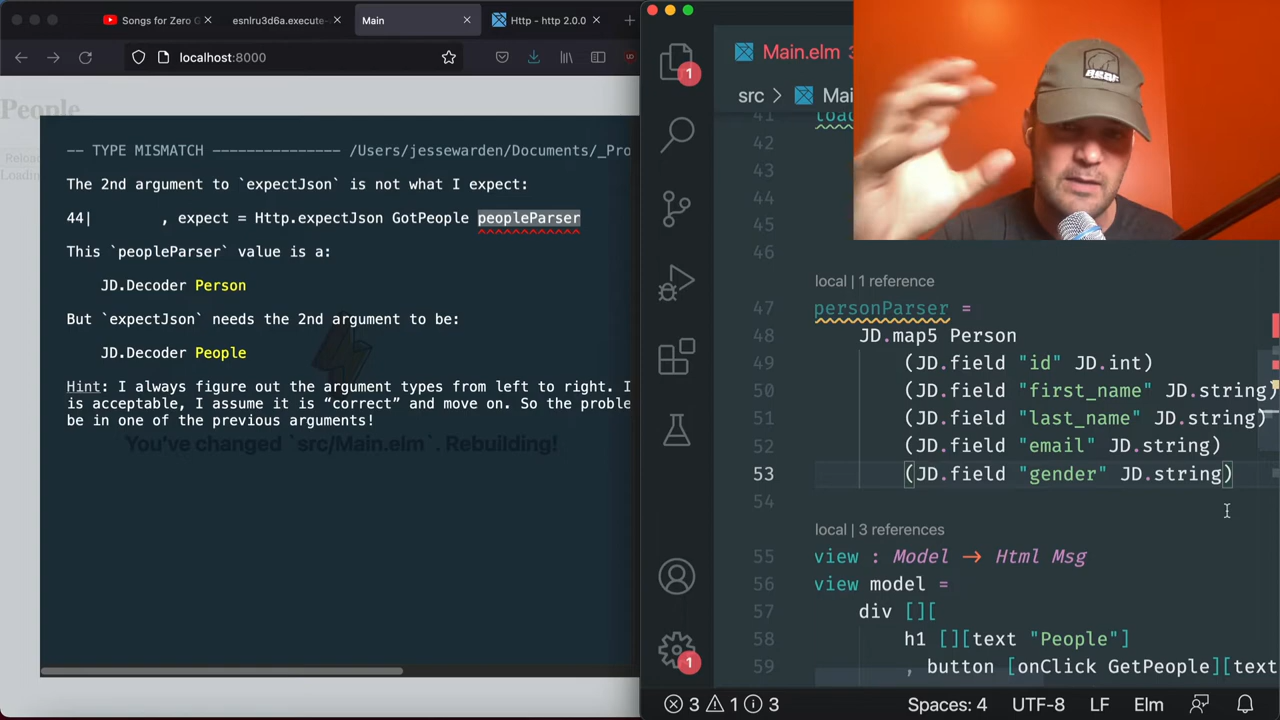 Songs for Zero G
esnlru3d6a.execute-
Main
Http - http 2.0.0
localhost:8000
People
Reload
Loadin
-- TYPE MISMATCH --------------- /Users/jessewarden/Documents/_Pro
The 2nd argument to `expectJson` is not what I expect:
44|        , expect = Http.expectJson GotPeople peopleParser
This `peopleParser` value is a:
JD.Decoder Person
But `expectJson` needs the 2nd argument to be:
JD.Decoder People
Hint: I always figure out the argument types from left to right. I
is acceptable, I assume it is “correct” and move on. So the proble
be in one of the previous arguments!
You've changed `src/Main.elm`. Rebuilding!
Main.elm 3
src > Mai
41 load
42
43
44
45
46
local | 1 reference
47 personParser =
48 JD.map5 Person
49 (JD.field "id" JD.int)
50 (JD.field "first_name" JD.string)
51 (JD.field "last_name" JD.string)
52 (JD.field "email" JD.string)
53 (JD.field "gender" JD.string)
54
local | 3 references
55 view : Model → Html Msg
56 view model =
57 div [][
58 h1 [][text "People"]
59 , button [onClick GetPeople][text
1
1
3 1 3
Spaces: 4
UTF-8
LF
Elm